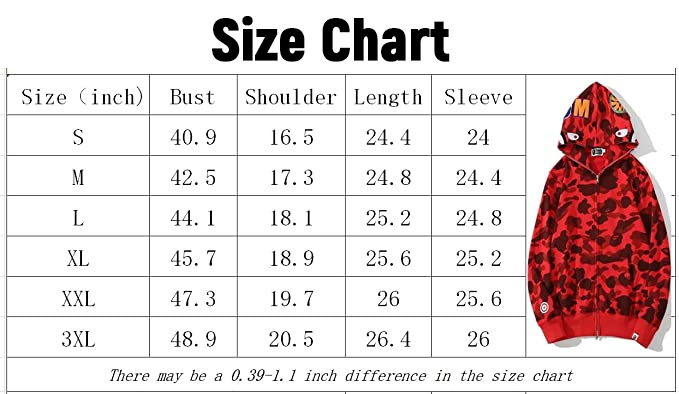 Size Chart
Size (inch) Bust Shoulder Length Sleeve
S 40.9 16.5 24.4 24
M 42.5 17.3 24.8 24.4
L 44.1 18.1 25.2 24.8
XL 45.7 18.9 25.6 25.2
XXL 47.3 19.7 26 25.6
3XL 48.9 20.5 26.4 26
There may be a 0.39-1.1 inch difference in the size chart
M